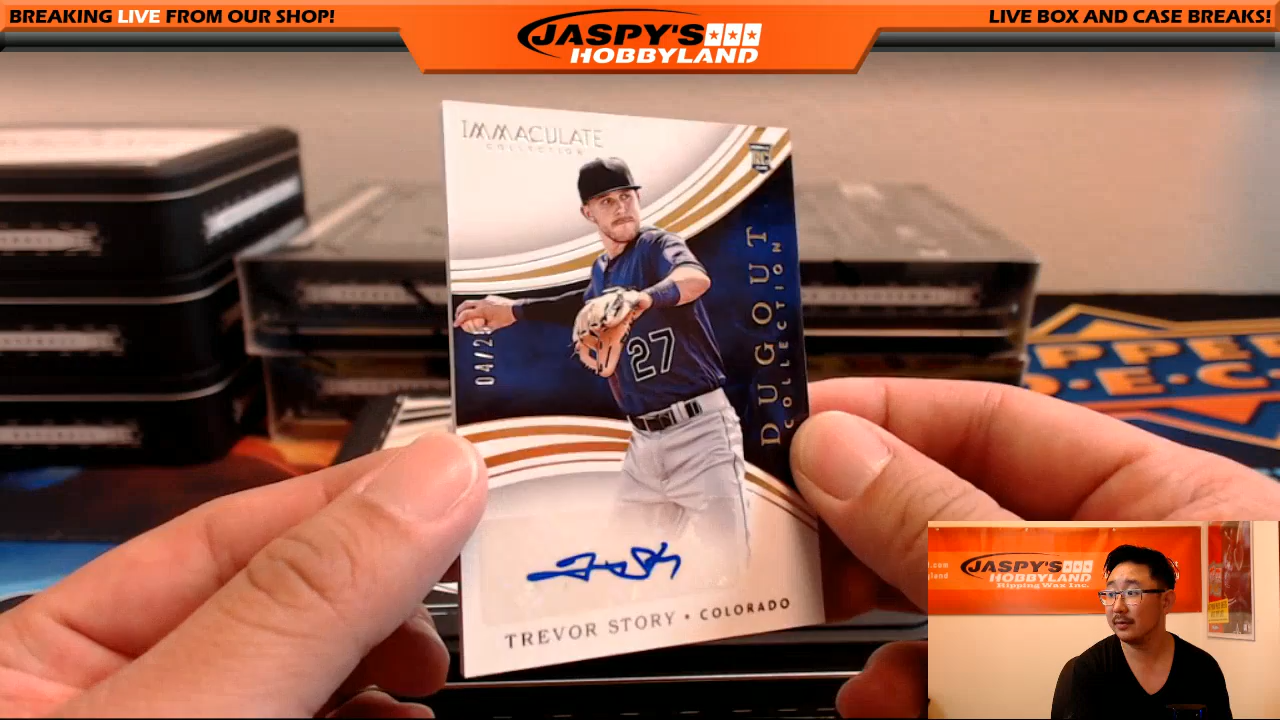 BREAKING LIVE FROM OUR SHOP!
JASPY'S
HOBBYLAND
LIVE BOX AND CASE BREAKS!
IMMACULATE
COLLECTION
RC
DUGOUT
COLLECTION
27
TREVOR STORY • COLORADO
JASPY'S
HOBBYLAND
Ripping Wax Inc.